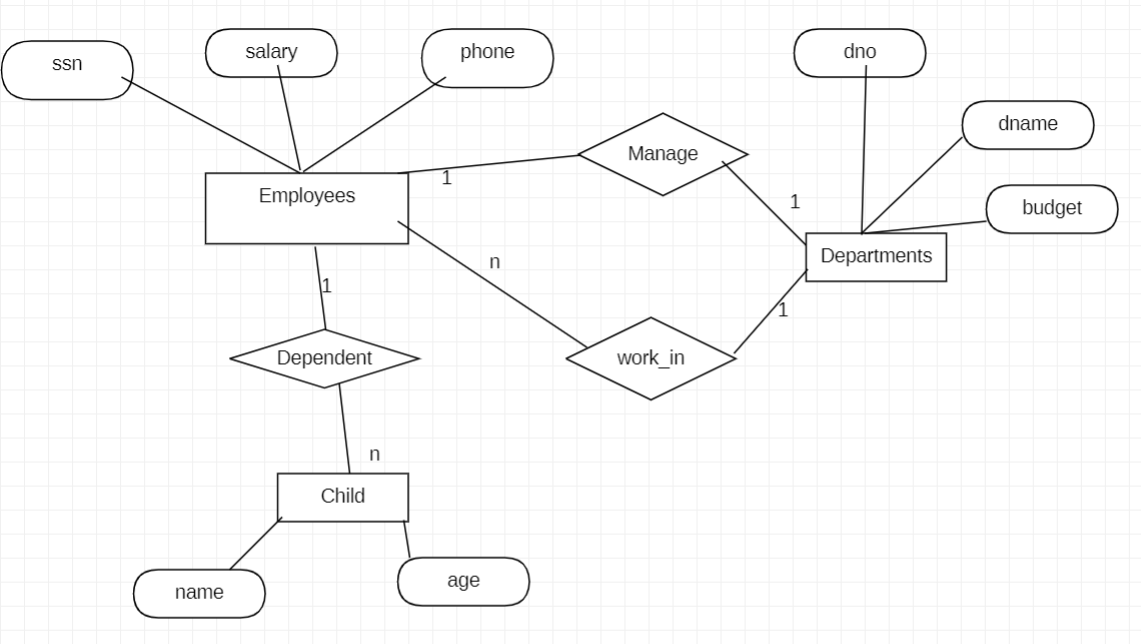 ssn
salary
phone
dno
dname
budget
Employees
1
Manage
1
Departments
n
1
1
Dependent
work_in
n
Child
name
age